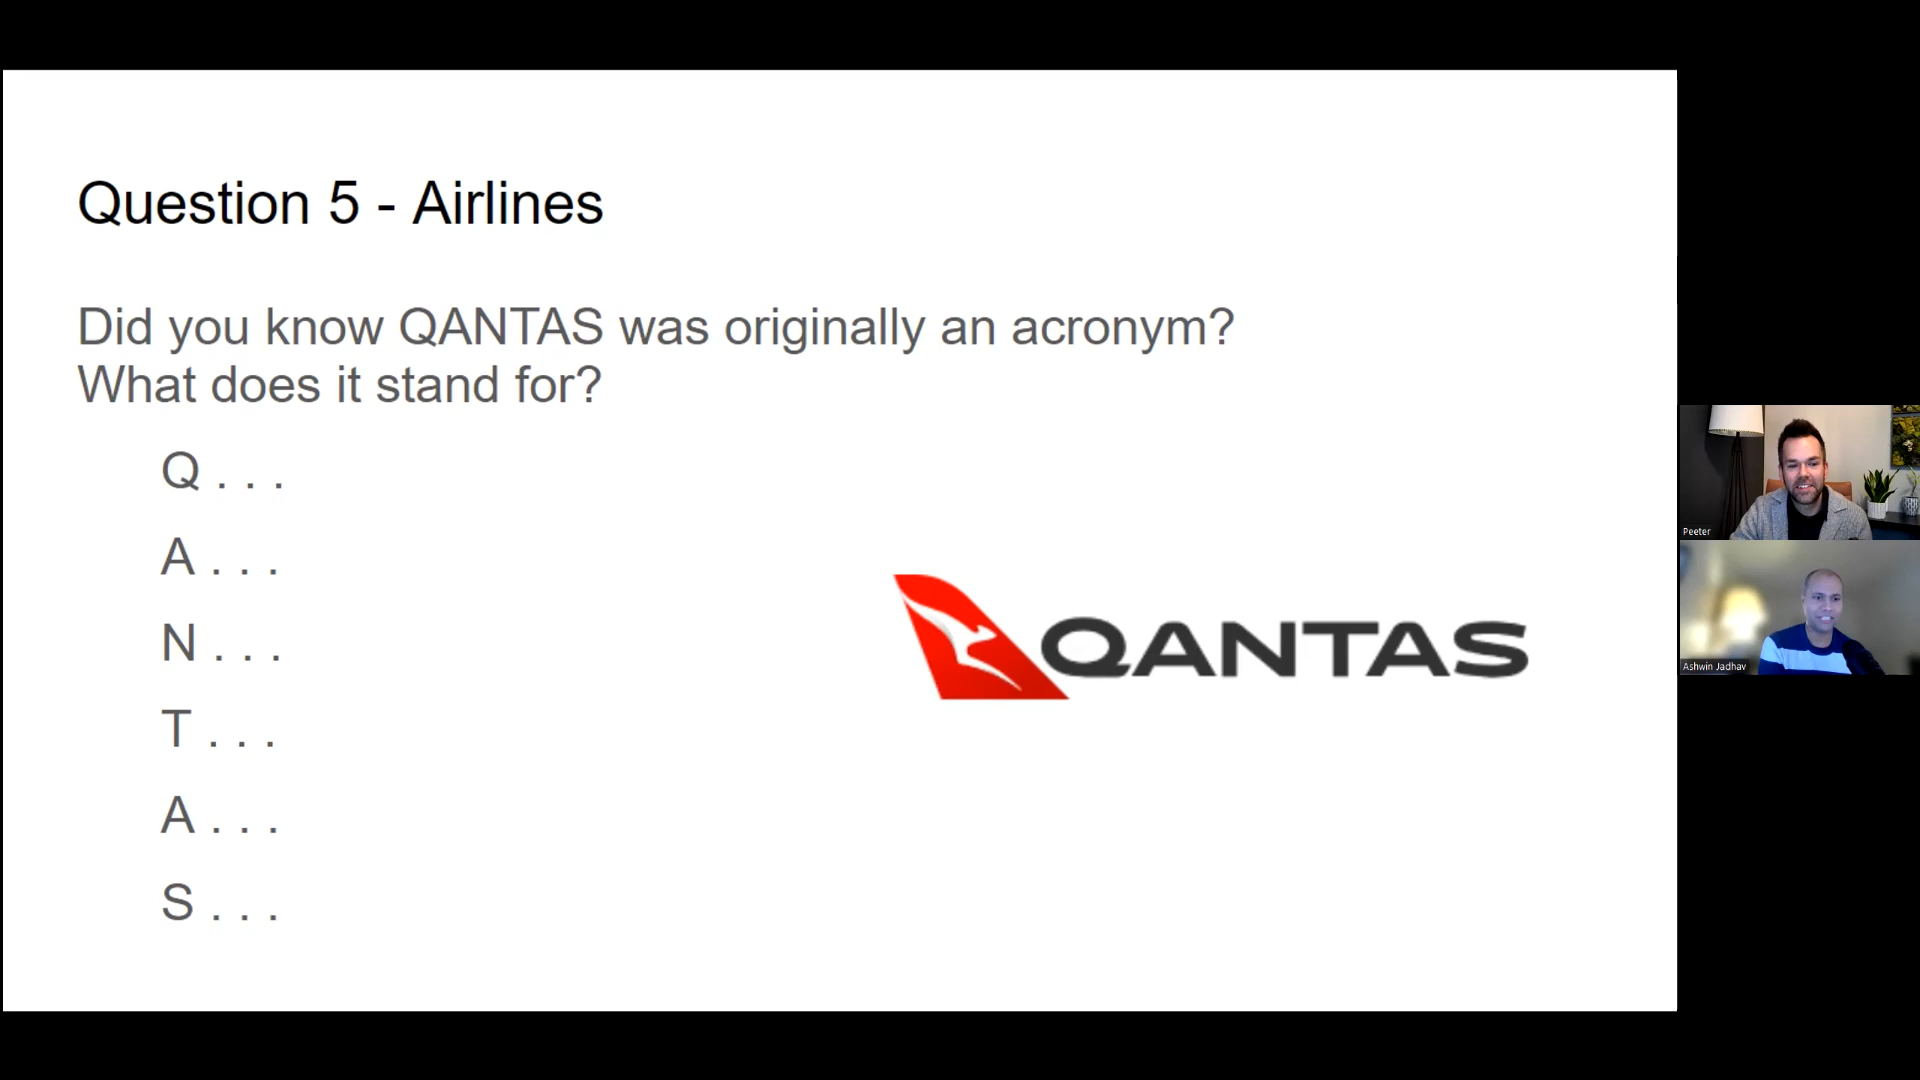 Question 5 - Airlines
Did you know QANTAS was originally an acronym?
What does it stand for?
Q . . .
A . . .
N . . .
T . . .
A . . .
S . . .
QANTAS
Peeter
Ashwin Jadhav